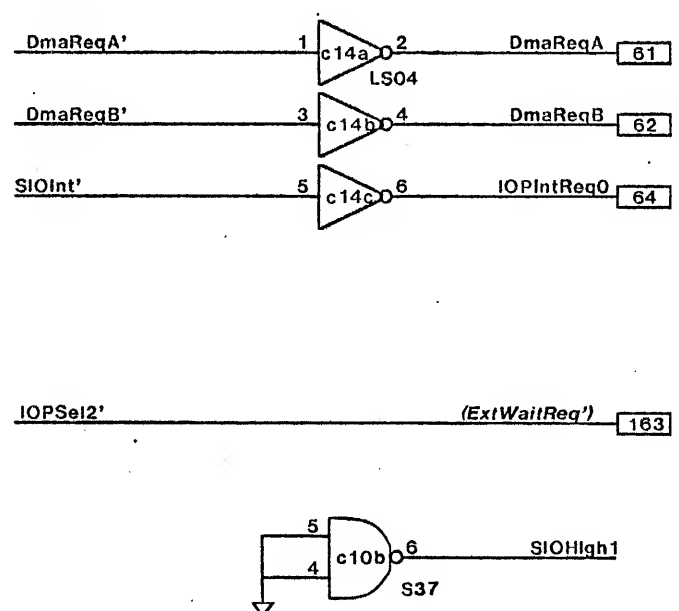 DmaReqA' 1 c14a 2 DmaReqA 61
LS04
DmaReqB' 3 c14b 4 DmaReqB 62
SIOInt' 5 c14c 6 IOPIntReq0 64
IOPSel2' (ExtWaitReq') 163
5
c10b 6 SIOHigh1
4
S37